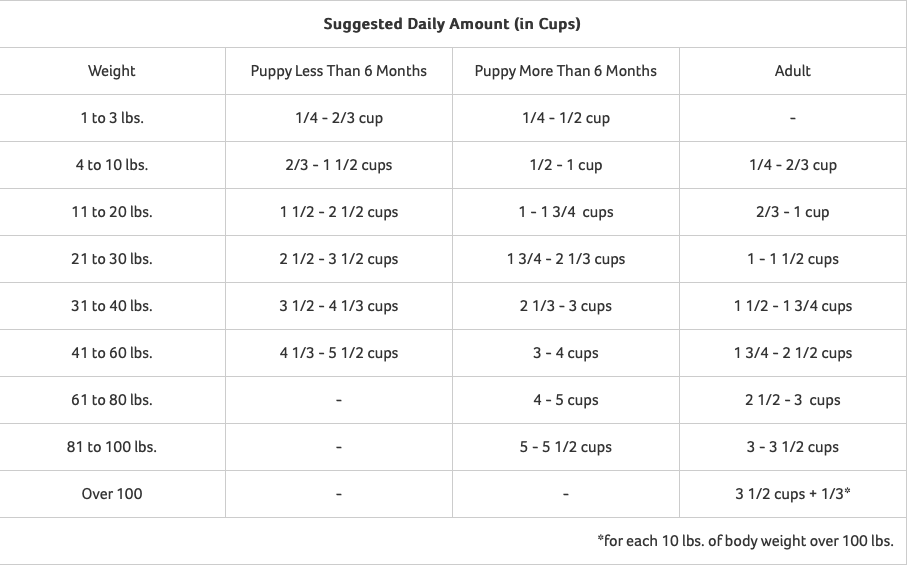 Suggested Daily Amount (in Cups)
Weight Puppy Less Than 6 Months Puppy More Than 6 Months Adult
1 to 3 lbs. 1/4 - 2/3 cup 1/4 - 1/2 cup -
4 to 10 lbs. 2/3 - 1 1/2 cups 1/2 - 1 cup 1/4 - 2/3 cup
11 to 20 lbs. 1 1/2 - 2 1/2 cups 1 - 1 3/4 cups 2/3 - 1 cup
21 to 30 lbs. 2 1/2 - 3 1/2 cups 1 3/4 - 2 1/3 cups 1 - 1 1/2 cups
31 to 40 lbs. 3 1/2 - 4 1/3 cups 2 1/3 - 3 cups 1 1/2 - 1 3/4 cups
41 to 60 lbs. 4 1/3 - 5 1/2 cups 3 - 4 cups 1 3/4 - 2 1/2 cups
61 to 80 lbs. - 4 - 5 cups 2 1/2 - 3 cups
81 to 100 lbs. - 5 - 5 1/2 cups 3 - 3 1/2 cups
Over 100 - - 3 1/2 cups + 1/3*
*for each 10 lbs. of body weight over 100 lbs.